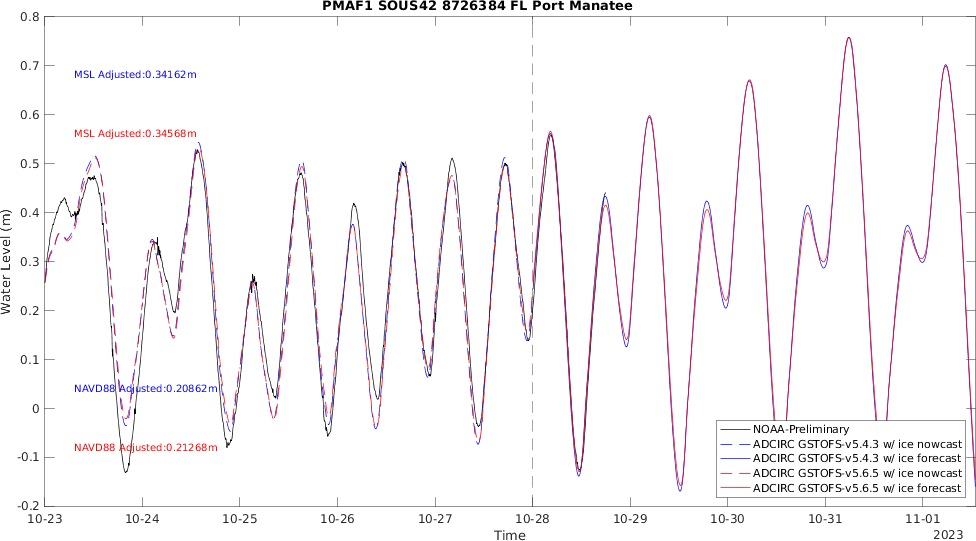 PMAF1 SOUS42 8726384 FL Port Manatee
0.8
0.7
0.6
0.5
0.4
0.3
0.2
0.1
0
-0.1
-0.2
Water Level (m)
MSL Adjusted:0.34162m
MSL Adjusted:0.34568m
NAVD88 Adjusted:0.20862m
NAVD88 Adjusted:0.21268m
NOAA-Preliminary
ADCIRC GSTOFS-v5.4.3 w/ ice nowcast
ADCIRC GSTOFS-v5.4.3 w/ ice forecast
ADCIRC GSTOFS-v5.6.5 w/ ice nowcast
ADCIRC GSTOFS-v5.6.5 w/ ice forecast
10-23 10-24 10-25 10-26 10-27 10-28 10-29 10-30 10-31 11-01
Time
2023